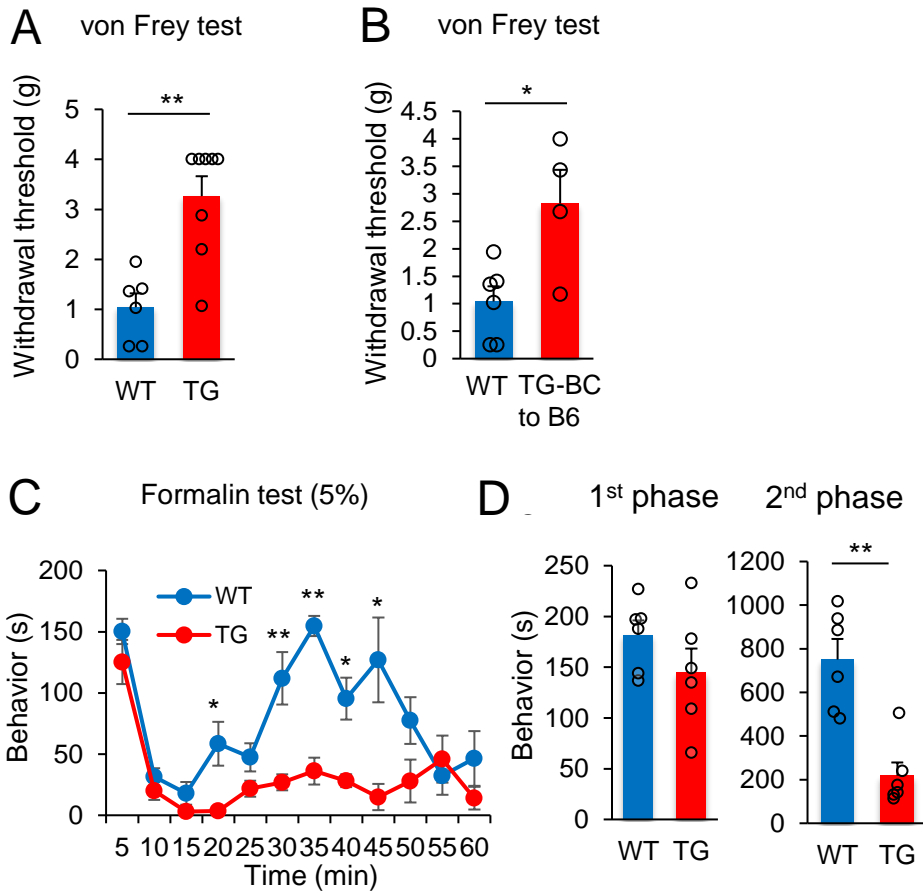 A von Frey test
Withdrawal threshold (g)
**
5
4
3
2
1
0
WT TG
B von Frey test
Withdrawal threshold (g)
*
4.5
4
3.5
3
2.5
2
1.5
1
0.5
0
WT TG-BC
to B6
C Formalin test (5%)
Behavior (s)
200
150
100
50
0
WT
TG
* ** ** * *
5 10 15 20 25 30 35 40 45 50 55 60
Time (min)
D 1st phase 2nd phase
Behavior (s)
250
200
150
100
50
0
WT TG
**
1200
1000
800
600
400
200
0
WT TG